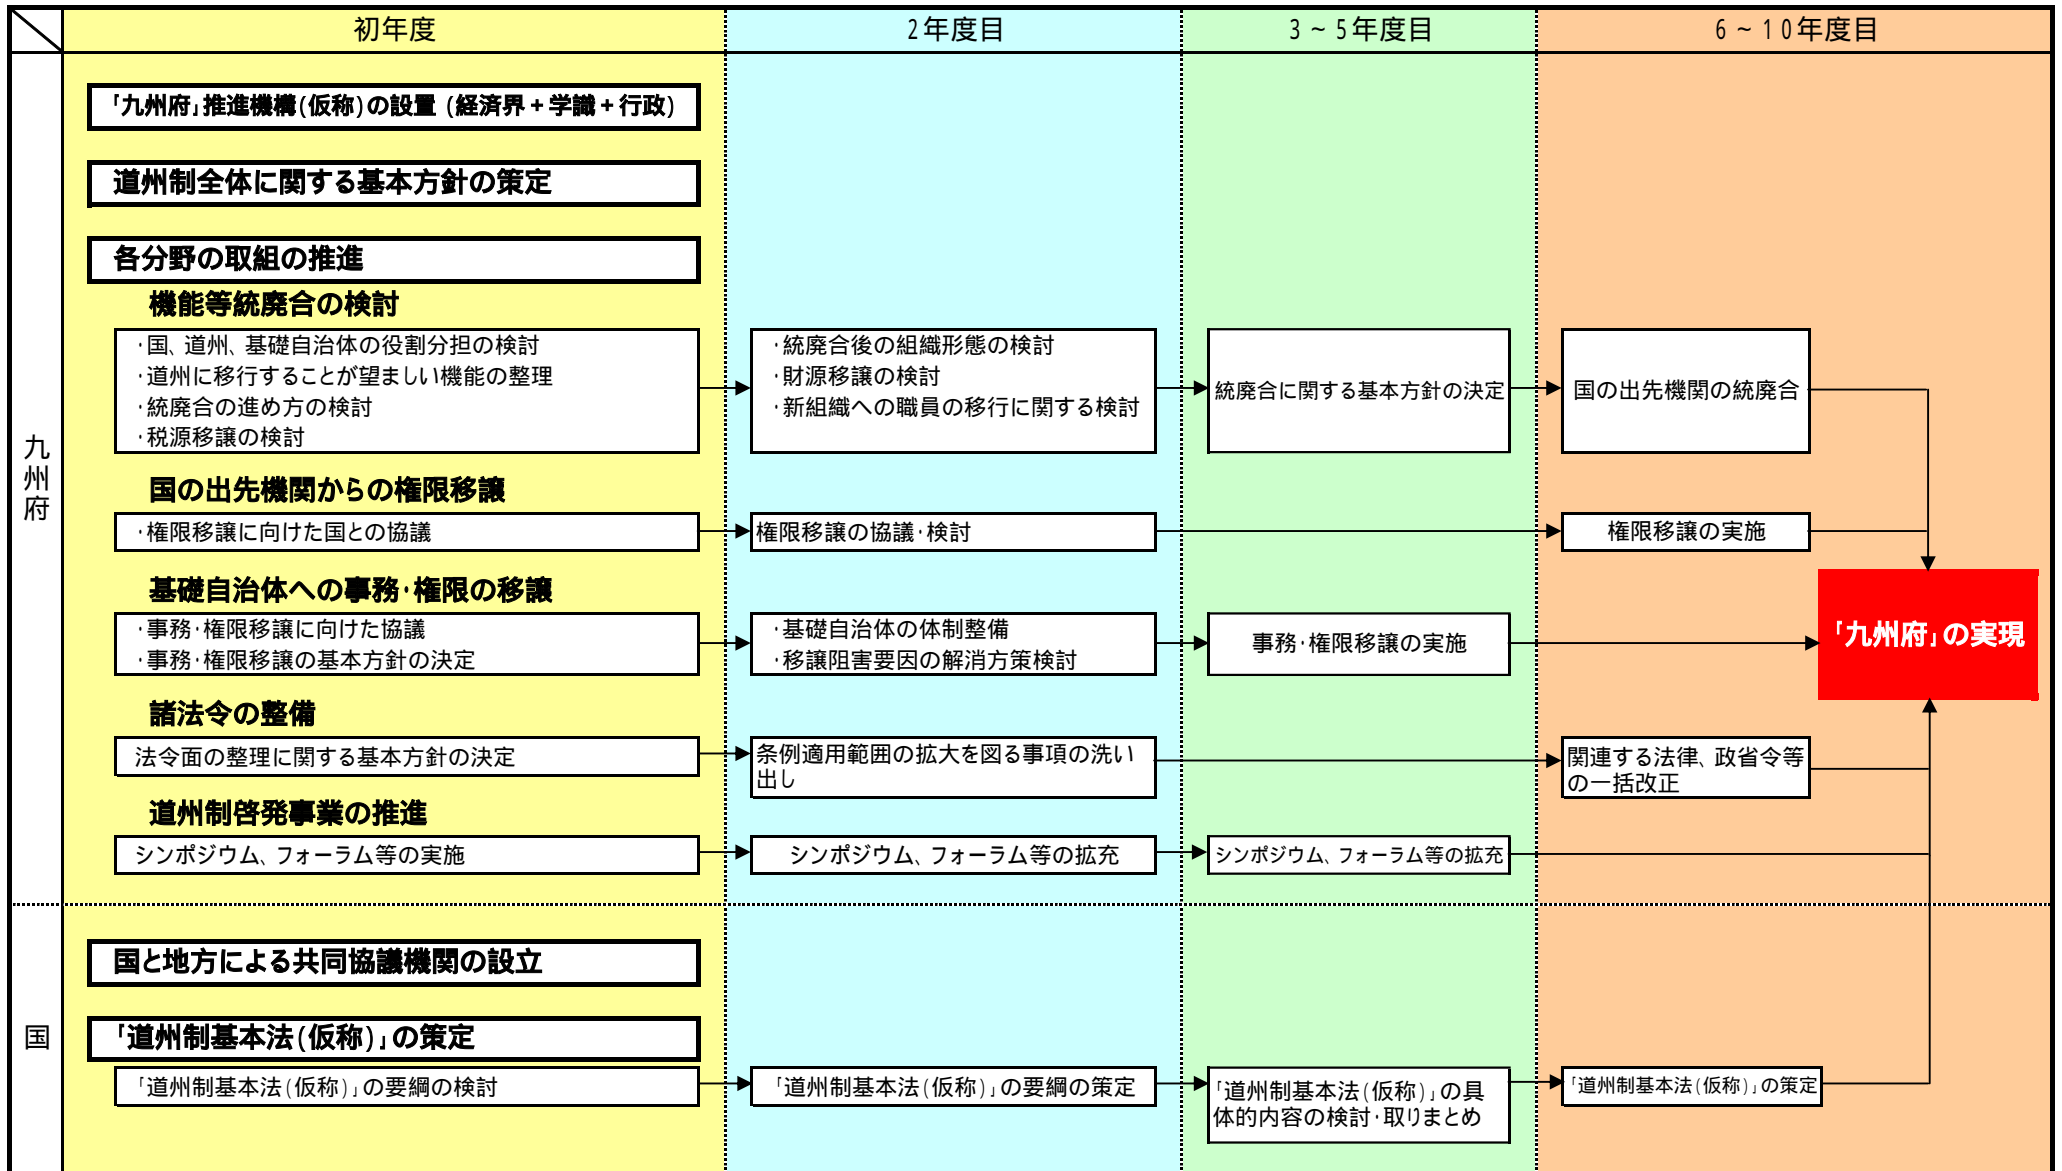 初年度
2年度目
3～5年度目
6～10年度目
九州府
「九州府」推進機構(仮称)の設置(経済界+学識+行政)
道州制全体に関する基本方針の策定
各分野の取組の推進
機能等統廃合の検討
・国、道州、基礎自治体の役割分担の検討
・道州に移行することが望ましい機能の整理
・統廃合の進め方の検討
・税源移譲の検討
・統廃合後の組織形態の検討
・財源移譲の検討
・新組織への職員の移行に関する検討
統廃合に関する基本方針の決定
国の出先機関の統廃合
国の出先機関からの権限移譲
・権限移譲に向けた国との協議
権限移譲の協議・検討
権限移譲の実施
基礎自治体への事務・権限の移譲
・事務・権限移譲に向けた協議
・事務・権限移譲の基本方針の決定
・基礎自治体の体制整備
・移譲阻害要因の解消方策検討
事務・権限移譲の実施
「九州府」の実現
諸法令の整備
法令面の整理に関する基本方針の決定
条例適用範囲の拡大を図る事項の洗い
出し
関連する法律、政省令等
の一括改正
道州制啓発事業の推進
シンポジウム、フォーラム等の実施
シンポジウム、フォーラム等の拡充
シンポジウム、フォーラム等の拡充
国
国と地方による共同協議機関の設立
「道州制基本法(仮称)」の策定
「道州制基本法(仮称)」の要綱の検討
「道州制基本法(仮称)」の要綱の策定
「道州制基本法(仮称)」の具
体的内容の検討・取りまとめ
「道州制基本法(仮称)」の策定